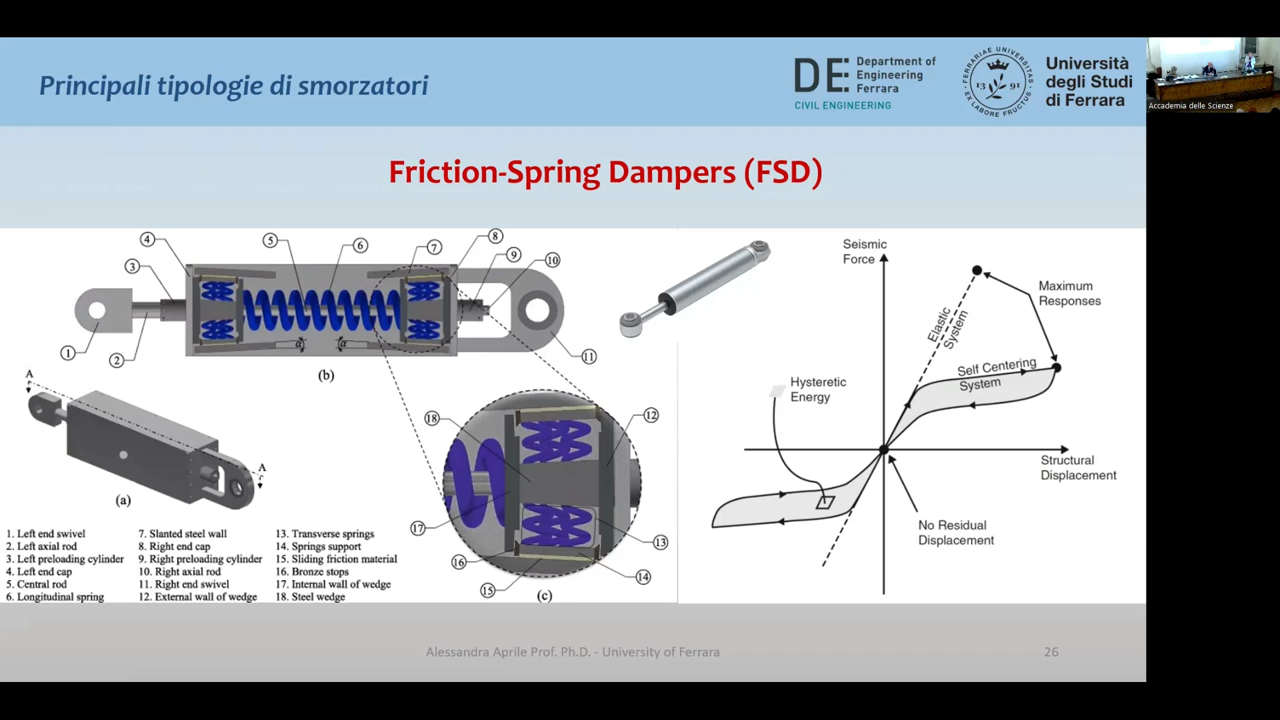 Principali tipologie di smorzatori
DE
Department of
Engineering
Ferrara
CIVIL ENGINEERING
Università
degli Studi
di Ferrara
Accademia delle Scienze
Friction-Spring Dampers (FSD)
4
5
6
7
8
9
10
3
1
2
11
α
α
(b)
A
A
(a)
18
12
17
13
16
14
15
(c)
1. Left end swivel
2. Left axial rod
3. Left preloading cylinder
4. Left end cap
5. Central rod
6. Longitudinal spring
7. Slanted steel wall
8. Right end cap
9. Right preloading cylinder
10. Right axial rod
11. Right end swivel
12. External wall of wedge
13. Transverse springs
14. Springs support
15. Sliding friction material
16. Bronze stops
17. Internal wall of wedge
18. Steel wedge
Seismic
Force
Maximum
Responses
Elastic
System
Self Centering
System
Hysteretic
Energy
Structural
Displacement
No Residual
Displacement
Alessandra Aprile Prof. Ph.D. - University of Ferrara
26